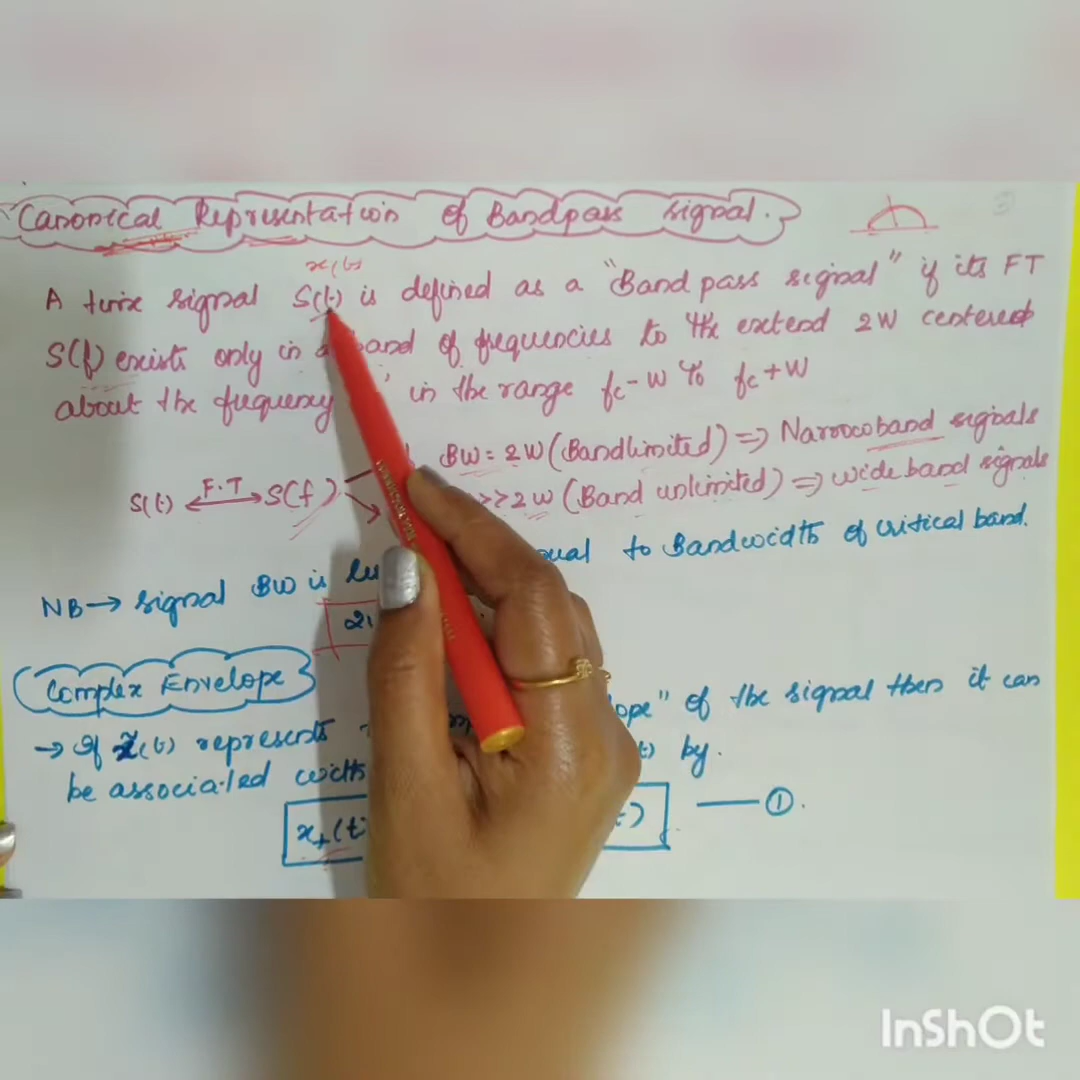 Canonical Representation of Bandpass signal.
x(t)
A time signal S(t) is defined as a "Band pass signal" if its FT
S(f) exists only in a band of frequencies to the extend 2W centered
about the frequency in the range fc-W to fc+W
BW = 2W (Bandlimited) => Narrowband signals
S(t) F.T S(f) >>2W (Band unlimited) => wide band signals
NB → signal BW is equal to Bandwidth of critical band.
Complex Envelope
→ If x̃(t) represents of the signal then it can
be associated with by.
x+(t) ①.
InShOt